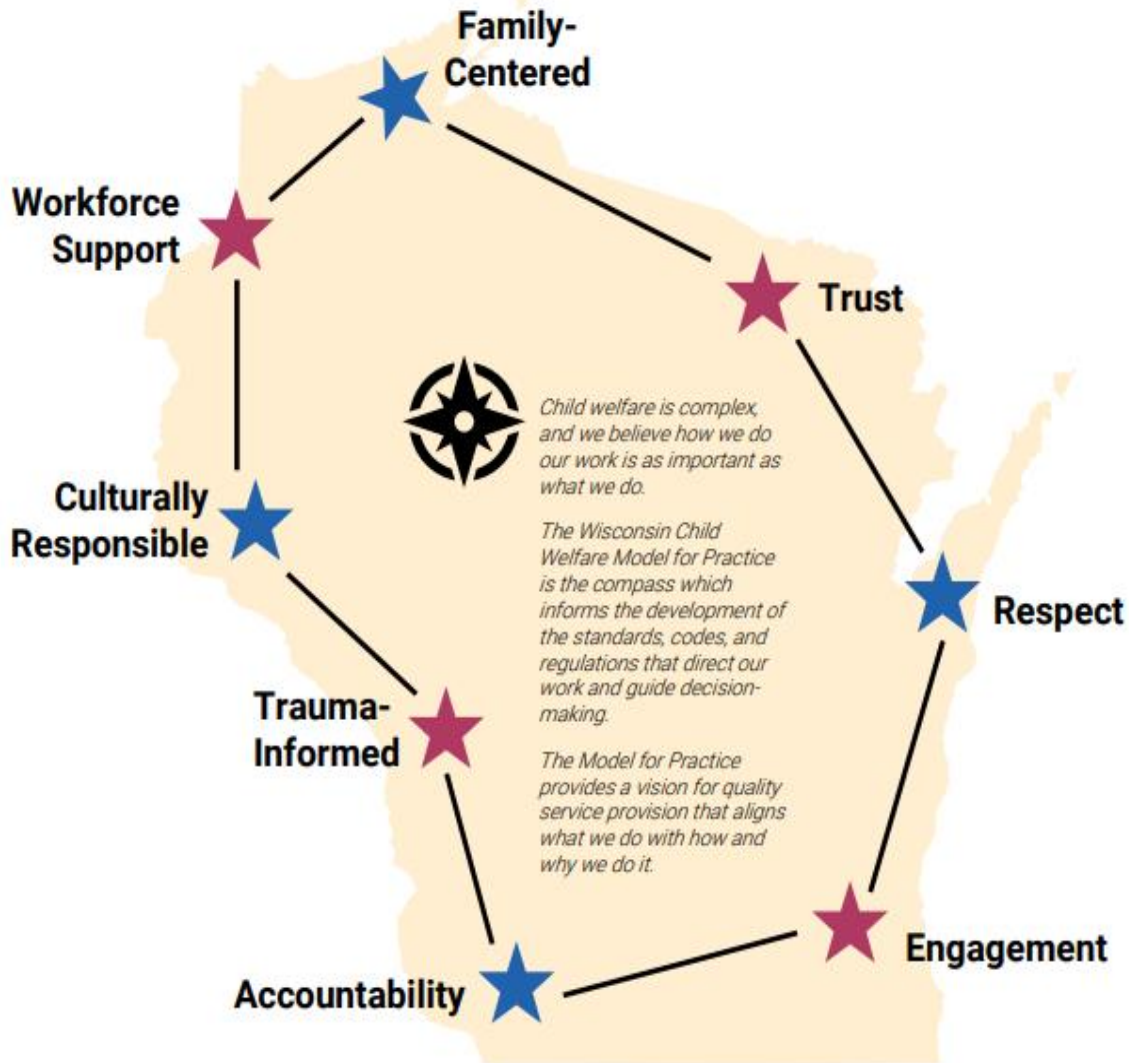 Family-
Centered
Workforce
Support
Trust
Child welfare is complex,
and we believe how we do
our work is as important as
what we do.
Culturally
Responsible
The Wisconsin Child
Welfare Model for Practice
is the compass which
informs the development of
the standards, codes, and
regulations that direct our
work and guide decision-
making.
Respect
Trauma-
Informed
The Model for Practice
provides a vision for quality
service provision that aligns
what we do with how and
why we do it.
Engagement
Accountability